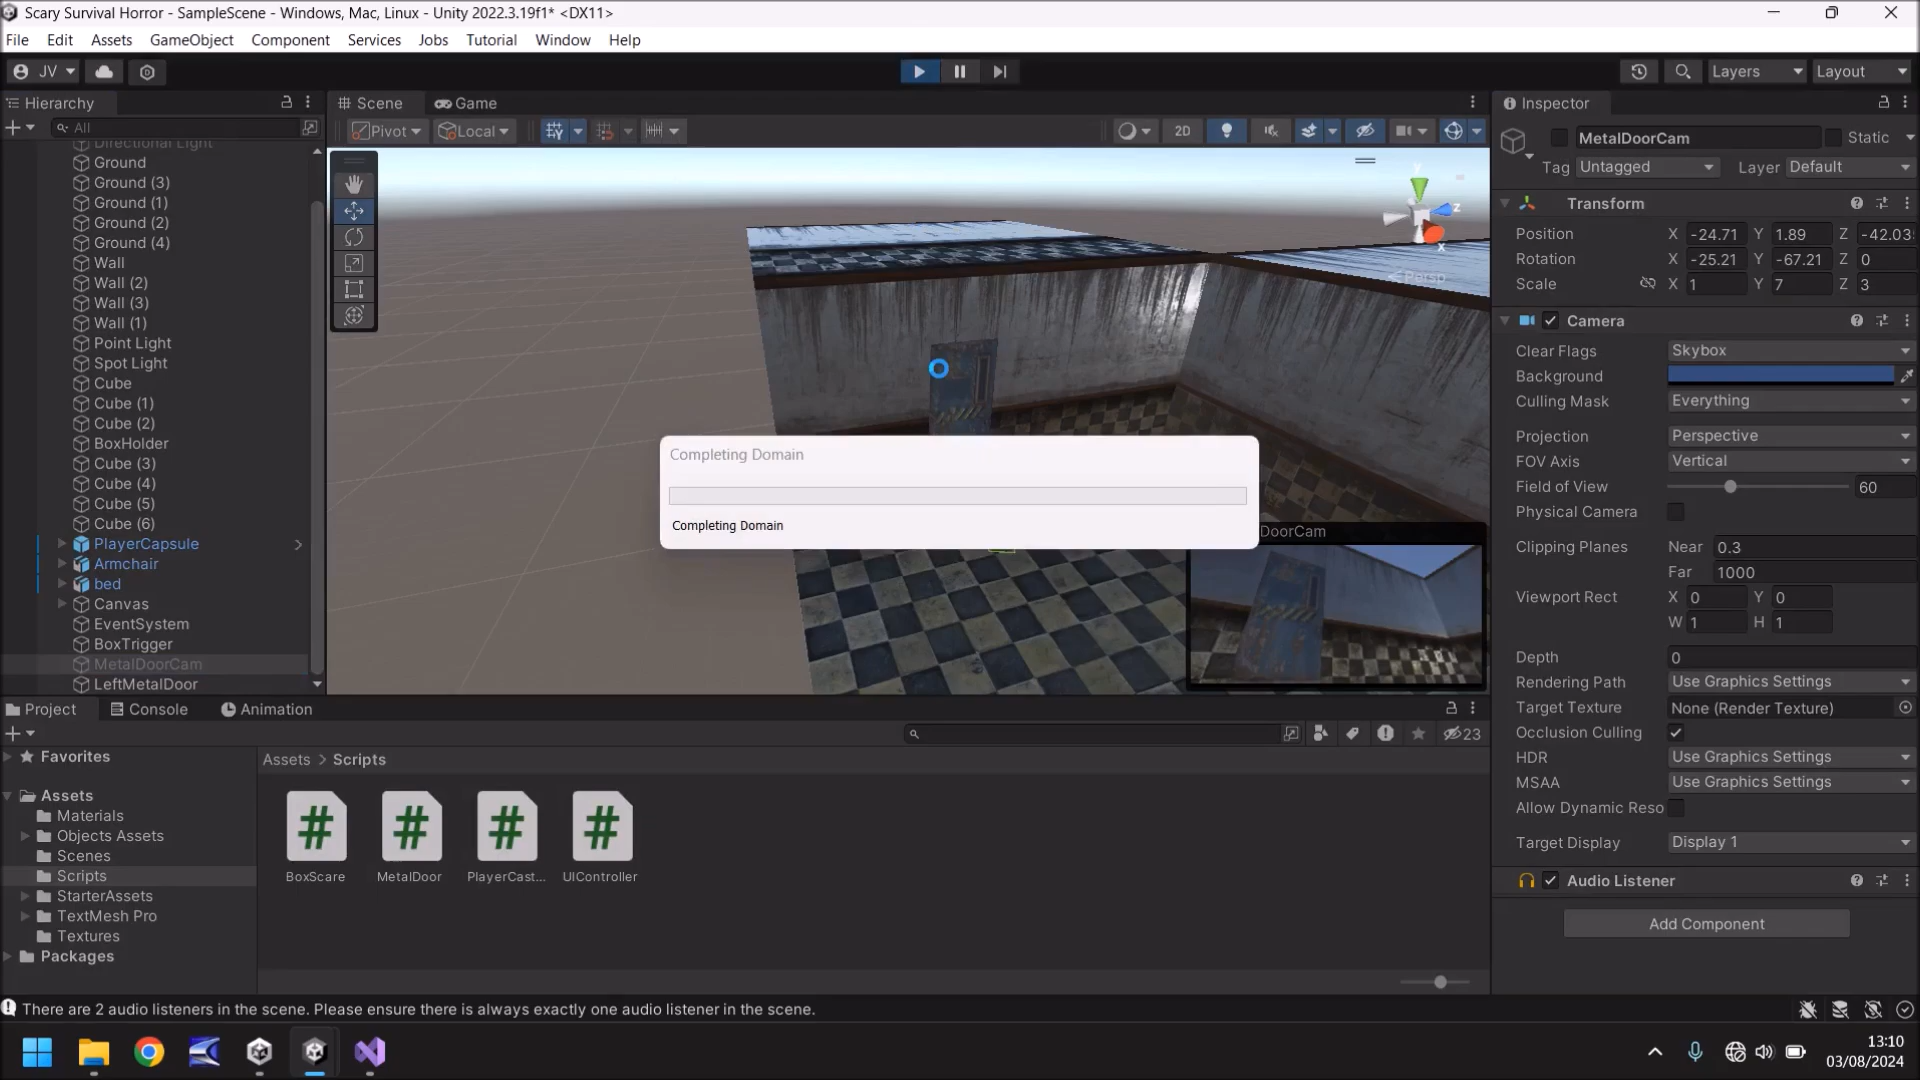 Scary Survival Horror - SampleScene - Windows, Mac, Linux - Unity 2022.3.19f1* <DX11>
File Edit Assets GameObject Component Services Jobs Tutorial Window Help
JV Layers Layout
Hierarchy
All
Directional Light
Ground
Ground (3)
Ground (1)
Ground (2)
Ground (4)
Wall
Wall (2)
Wall (3)
Wall (1)
Point Light
Spot Light
Cube
Cube (1)
Cube (2)
BoxHolder
Cube (3)
Cube (4)
Cube (5)
Cube (6)
PlayerCapsule
Armchair
bed
Canvas
EventSystem
BoxTrigger
MetalDoorCam
LeftMetalDoor
Scene Game
Pivot Local 2D
y
z
x
Persp
Completing Domain
Completing Domain
DoorCam
Inspector
MetalDoorCam Static
Tag Untagged Layer Default
Transform
Position X -24.71 Y 1.89 Z -42.03
Rotation X -25.21 Y -67.21 Z 0
Scale X 1 Y 7 Z 3
Camera
Clear Flags Skybox
Background
Culling Mask Everything
Projection Perspective
FOV Axis Vertical
Field of View 60
Physical Camera
Clipping Planes Near 0.3
Far 1000
Viewport Rect X 0 Y 0
W 1 H 1
Depth 0
Rendering Path Use Graphics Settings
Target Texture None (Render Texture)
Occlusion Culling
HDR Use Graphics Settings
MSAA Use Graphics Settings
Allow Dynamic Reso
Target Display Display 1
Audio Listener
Add Component
Project Console Animation
23
Favorites
Assets
Materials
Objects Assets
Scenes
Scripts
StarterAssets
TextMesh Pro
Textures
Packages
Assets > Scripts
# # # #
BoxScare MetalDoor PlayerCast... UIController
There are 2 audio listeners in the scene. Please ensure there is always exactly one audio listener in the scene.
13:10
03/08/2024